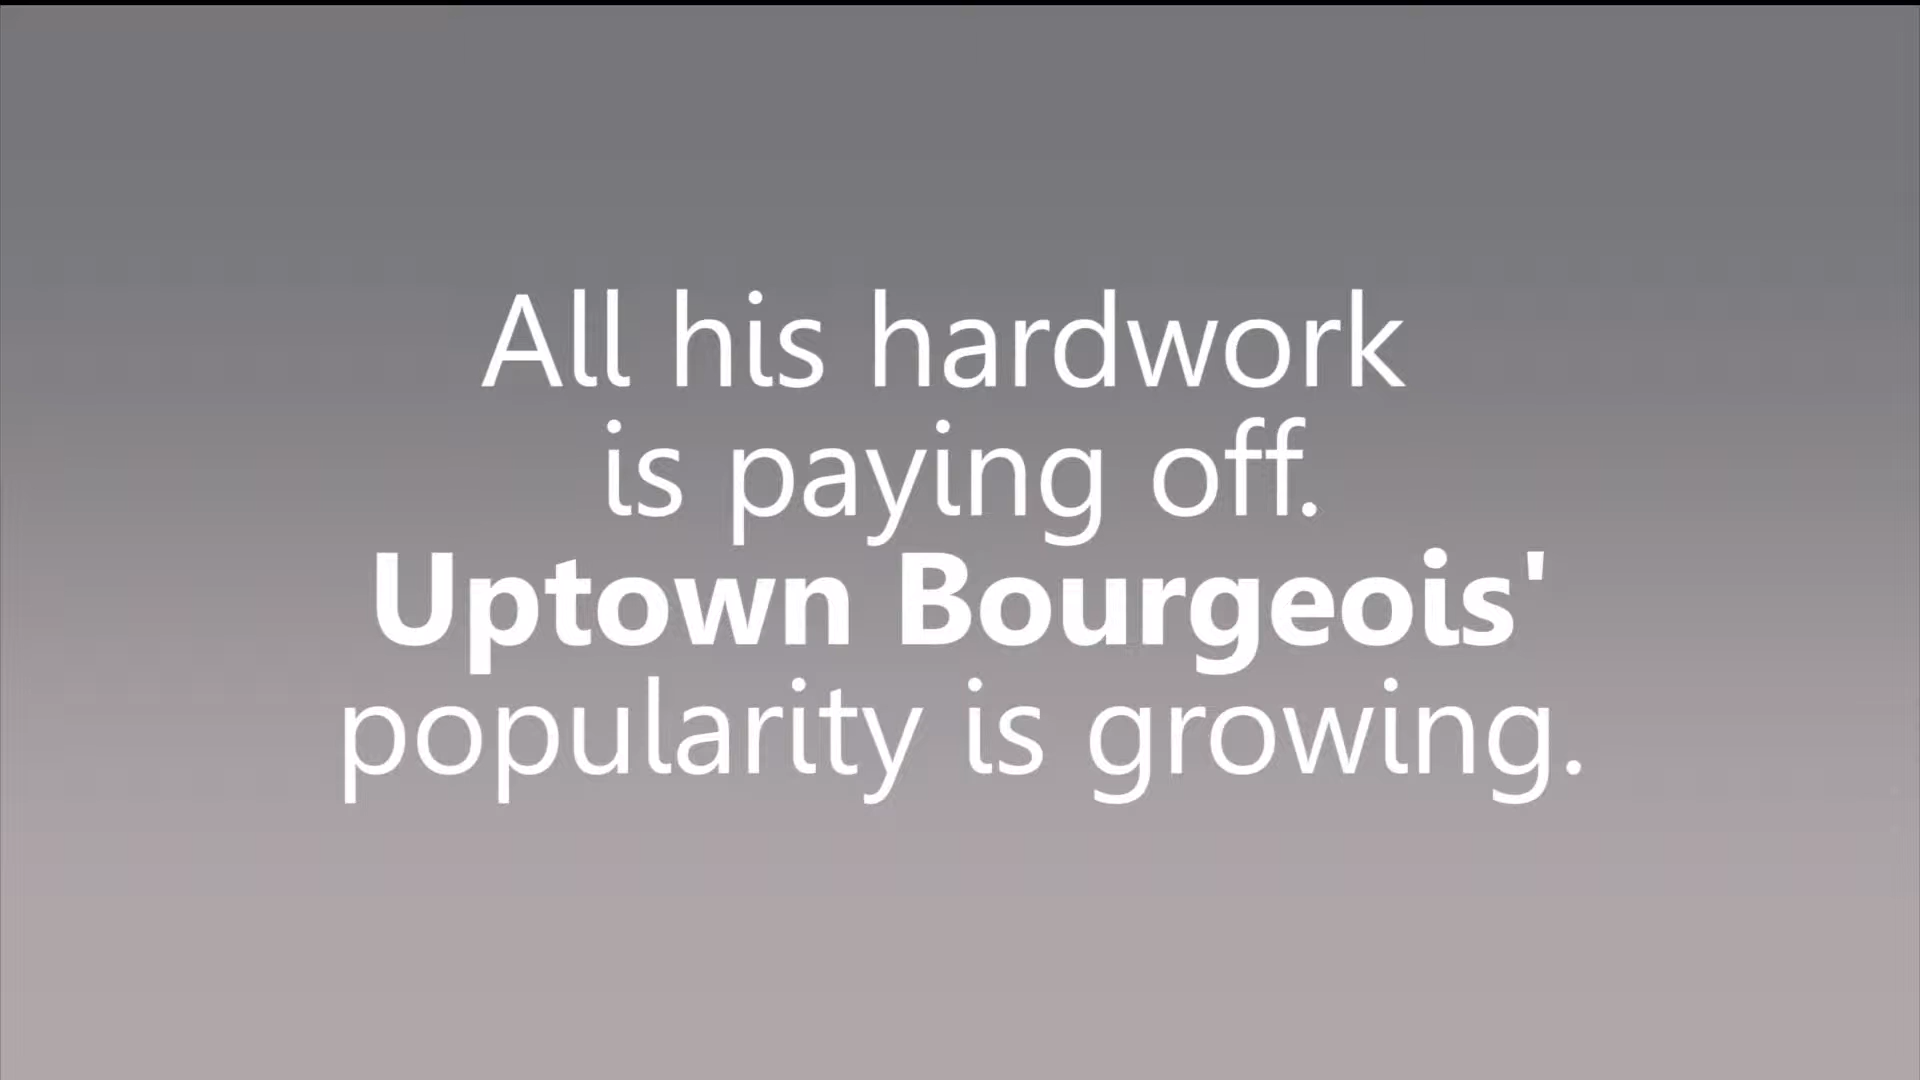 All his hardwork
is paying off.
Uptown Bourgeois'
popularity is growing.